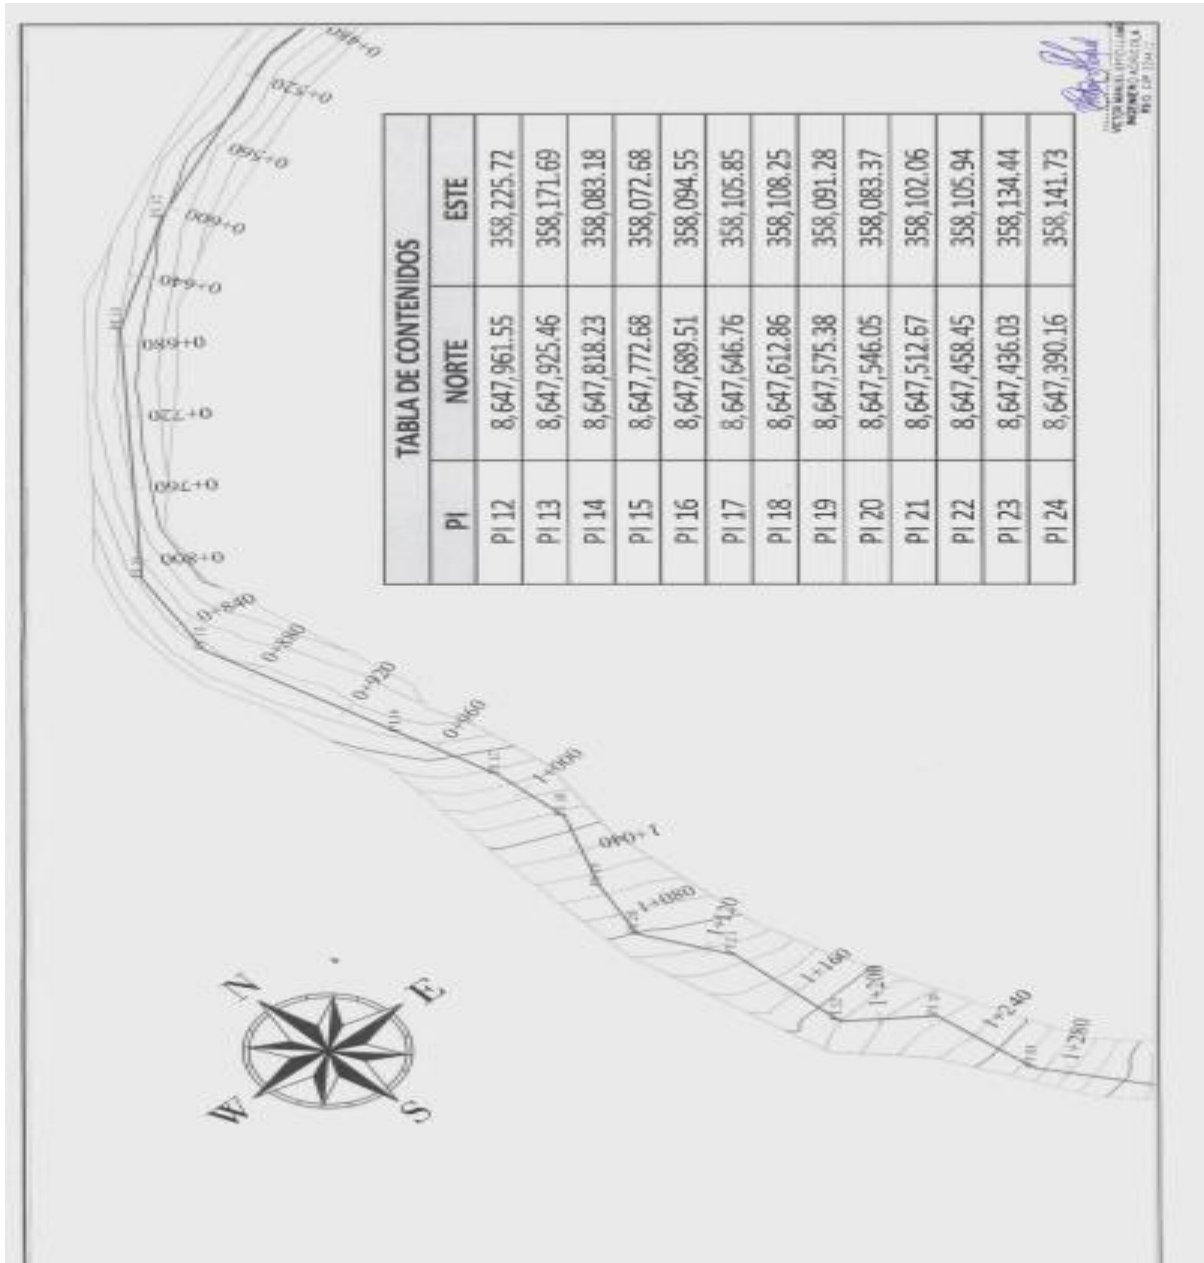 TABLA DE CONTENIDOS
PI NORTE ESTE
PI 12 8,647,961.55 358,225.72
PI 13 8,647,925.46 358,171.69
PI 14 8,647,818.23 358,083.18
PI 15 8,647,772.68 358,072.68
PI 16 8,647,689.51 358,094.55
PI 17 8,647,646.76 358,105.85
PI 18 8,647,612.86 358,108.25
PI 19 8,647,575.38 358,091.28
PI 20 8,647,546.05 358,083.37
PI 21 8,647,512.67 358,102.06
PI 22 8,647,458.45 358,105.94
PI 23 8,647,436.03 358,134.44
PI 24 8,647,390.16 358,141.73
0+480
0+520
0+560
0+600
0+640
0+680
0+720
0+760
0+800
0+840
0+880
0+920
0+960
1+000
1+040
1+080
1+120
1+160
1+200
1+240
1+280
N
E
S
W
INGENIERO AGRICOLA